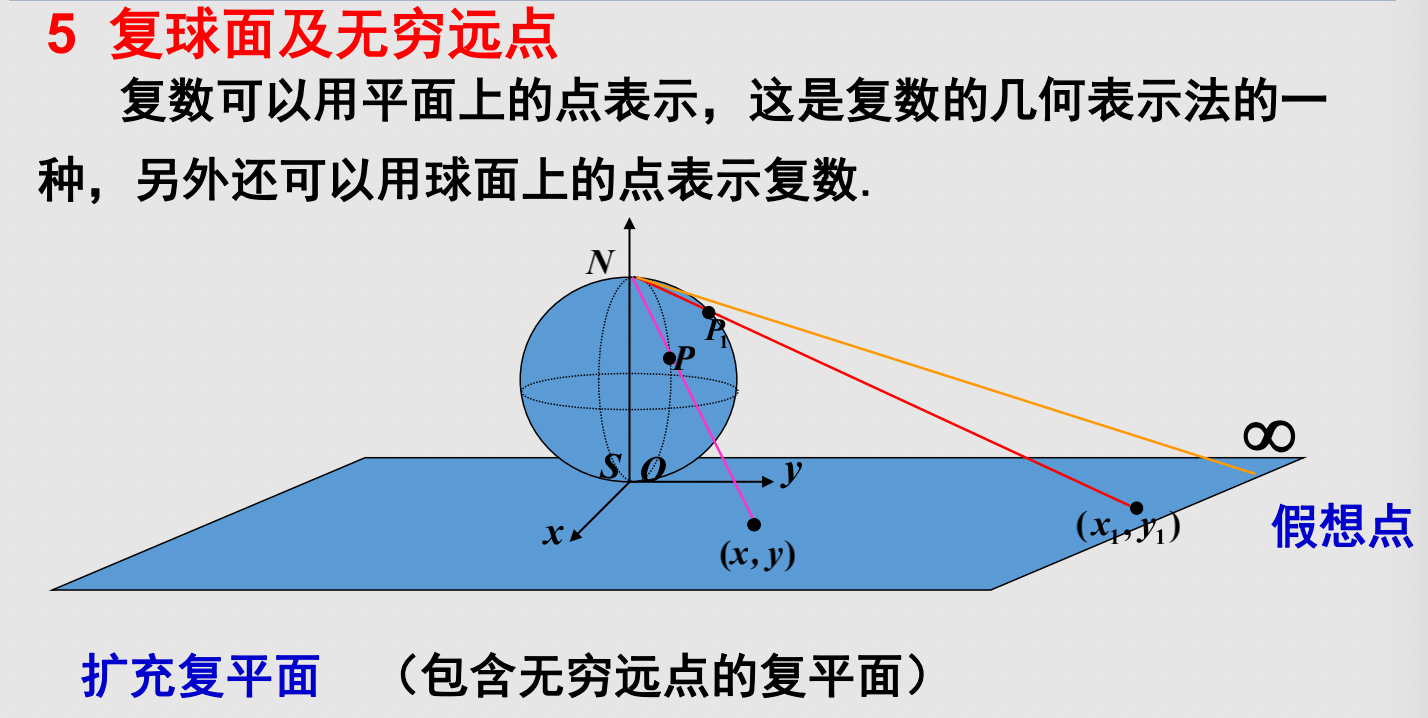 5 复球面及无穷远点
复数可以用平面上的点表示，这是复数的几何表示法的一
种，另外还可以用球面上的点表示复数.
N
P₁
P
∞
S O
y
x
(x, y)
(x₁, y₁)
假想点
扩充复平面 （包含无穷远点的复平面）